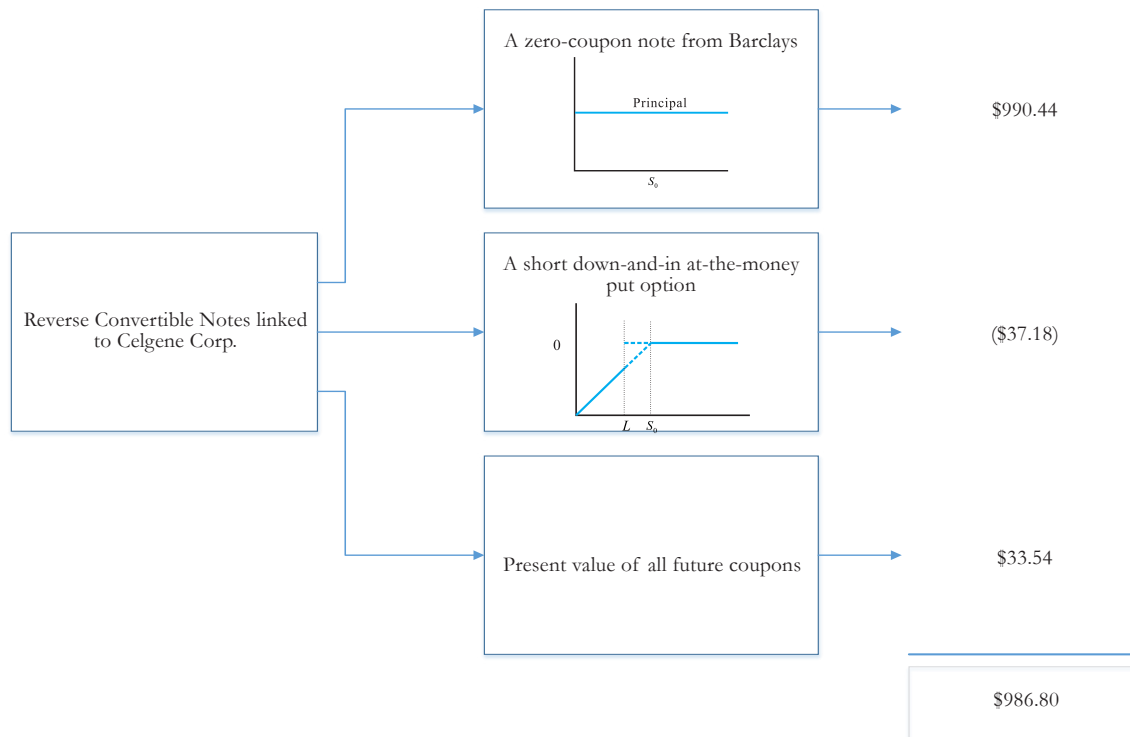 A zero-coupon note from Barclays
Principal
S₀
$990.44
Reverse Convertible Notes linked
to Celgene Corp.
A short down-and-in at-the-money
put option
0
L S₀
($37.18)
Present value of all future coupons
$33.54
$986.80